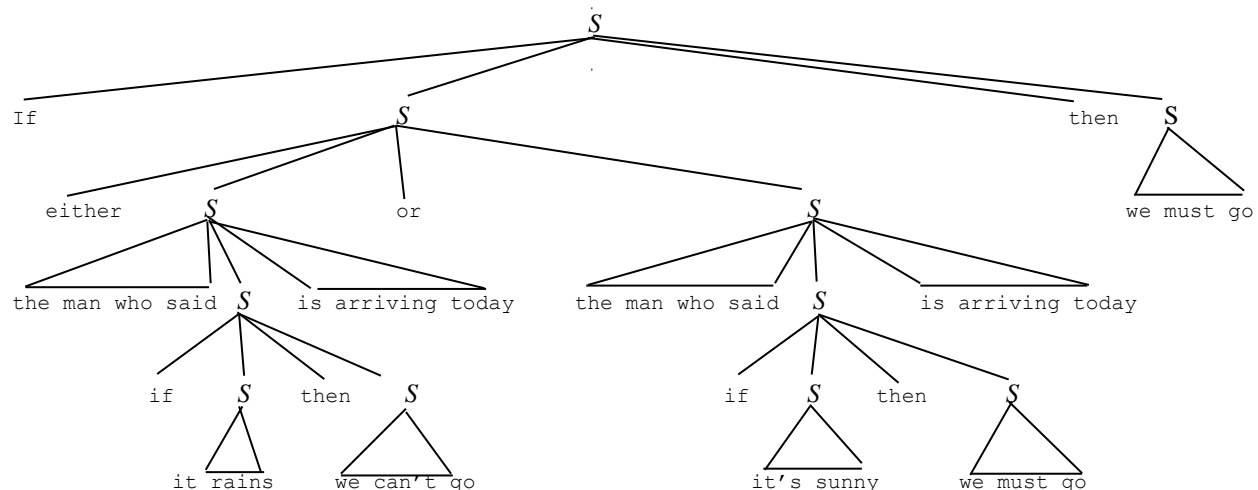 S
If S then S
either S or S we must go
the man who said S is arriving today the man who said S is arriving today
if S then S if S then S
it rains we can't go it's sunny we must go